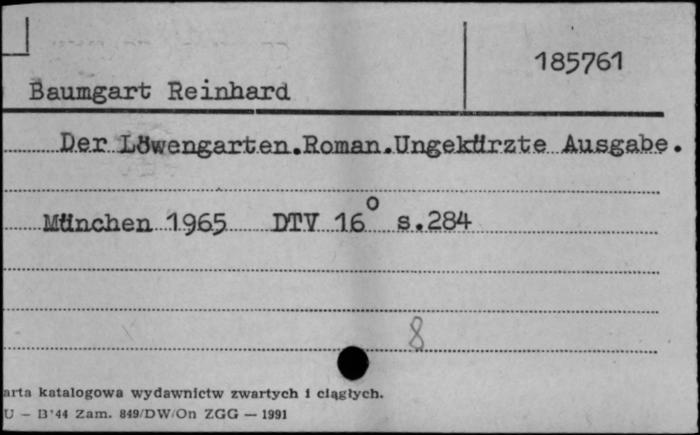 185761
Baumgart Reinhard
Der Löwengarten.Roman.Ungekürzte Ausgabe.
München 1965 DTV 16° s.284
8
arta katalogowa wydawnictw zwartych i ciągłych.
U — B'44 Zam. 849/DW/On ZGG — 1991